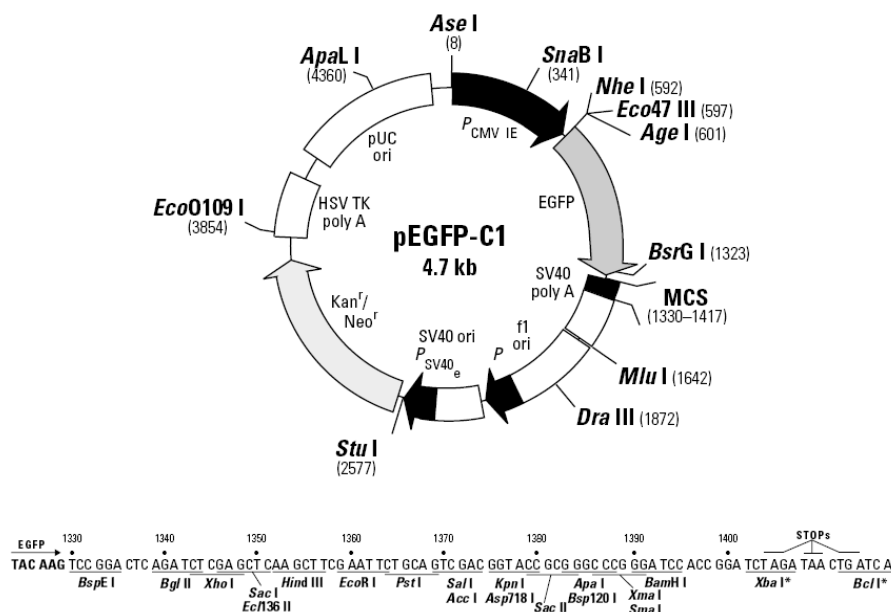 Ase I
(8)
ApaL I
(4360)
SnaB I
(341)
Nhe I (592)
Eco47 III (597)
Age I (601)
P CMV IE
pUC
ori
HSV TK
poly A
EcoO109 I
(3854)
EGFP
pEGFP-C1
4.7 kb
BsrG I (1323)
SV40
poly A
MCS
(1330–1417)
Kanr/
Neor
SV40 ori
P SV40e
f1
ori
P
Mlu I (1642)
Dra III (1872)
Stu I
(2577)
EGFP 1330 1340 1350 1360 1370 1380 1390 1400 STOPs
TAC AAG TCC GGA CTC AGA TCT CGA GCT CAA GCT TCG AAT TCT GCA GTC GAC GGT ACC GCG GGC CCG GGA TCC ACC GGA TCT AGA TAA CTG ATC A
BspE I Bgl II Xho I Hind III EcoR I Pst I Sal I Kpn I Apa I BamH I Xba I* Bcl I*
Sac I Acc I Asp718 I Bsp120 I Xma I
Ecl136 II Sac II Sma I